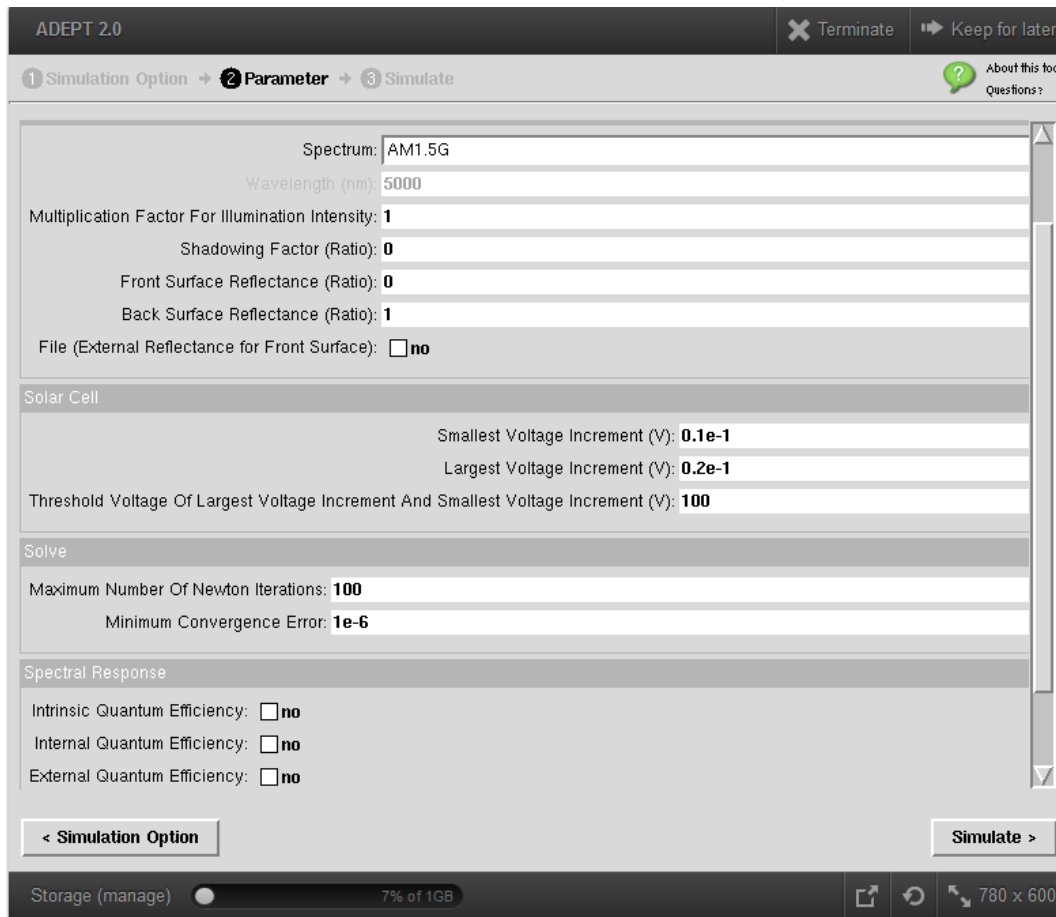 ADEPT 2.0
Terminate
Keep for later
1 Simulation Option → 2 Parameter → 3 Simulate
?
About this too
Questions?
Spectrum: AM1.5G
Wavelength (nm): 5000
Multiplication Factor For Illumination Intensity: 1
Shadowing Factor (Ratio): 0
Front Surface Reflectance (Ratio): 0
Back Surface Reflectance (Ratio): 1
File (External Reflectance for Front Surface): no
Solar Cell
Smallest Voltage Increment (V): 0.1e-1
Largest Voltage Increment (V): 0.2e-1
Threshold Voltage Of Largest Voltage Increment And Smallest Voltage Increment (V): 100
Solve
Maximum Number Of Newton Iterations: 100
Minimum Convergence Error: 1e-6
Spectral Response
Intrinsic Quantum Efficiency: no
Internal Quantum Efficiency: no
External Quantum Efficiency: no
< Simulation Option
Simulate >
Storage (manage) 7% of 1GB
780 x 600